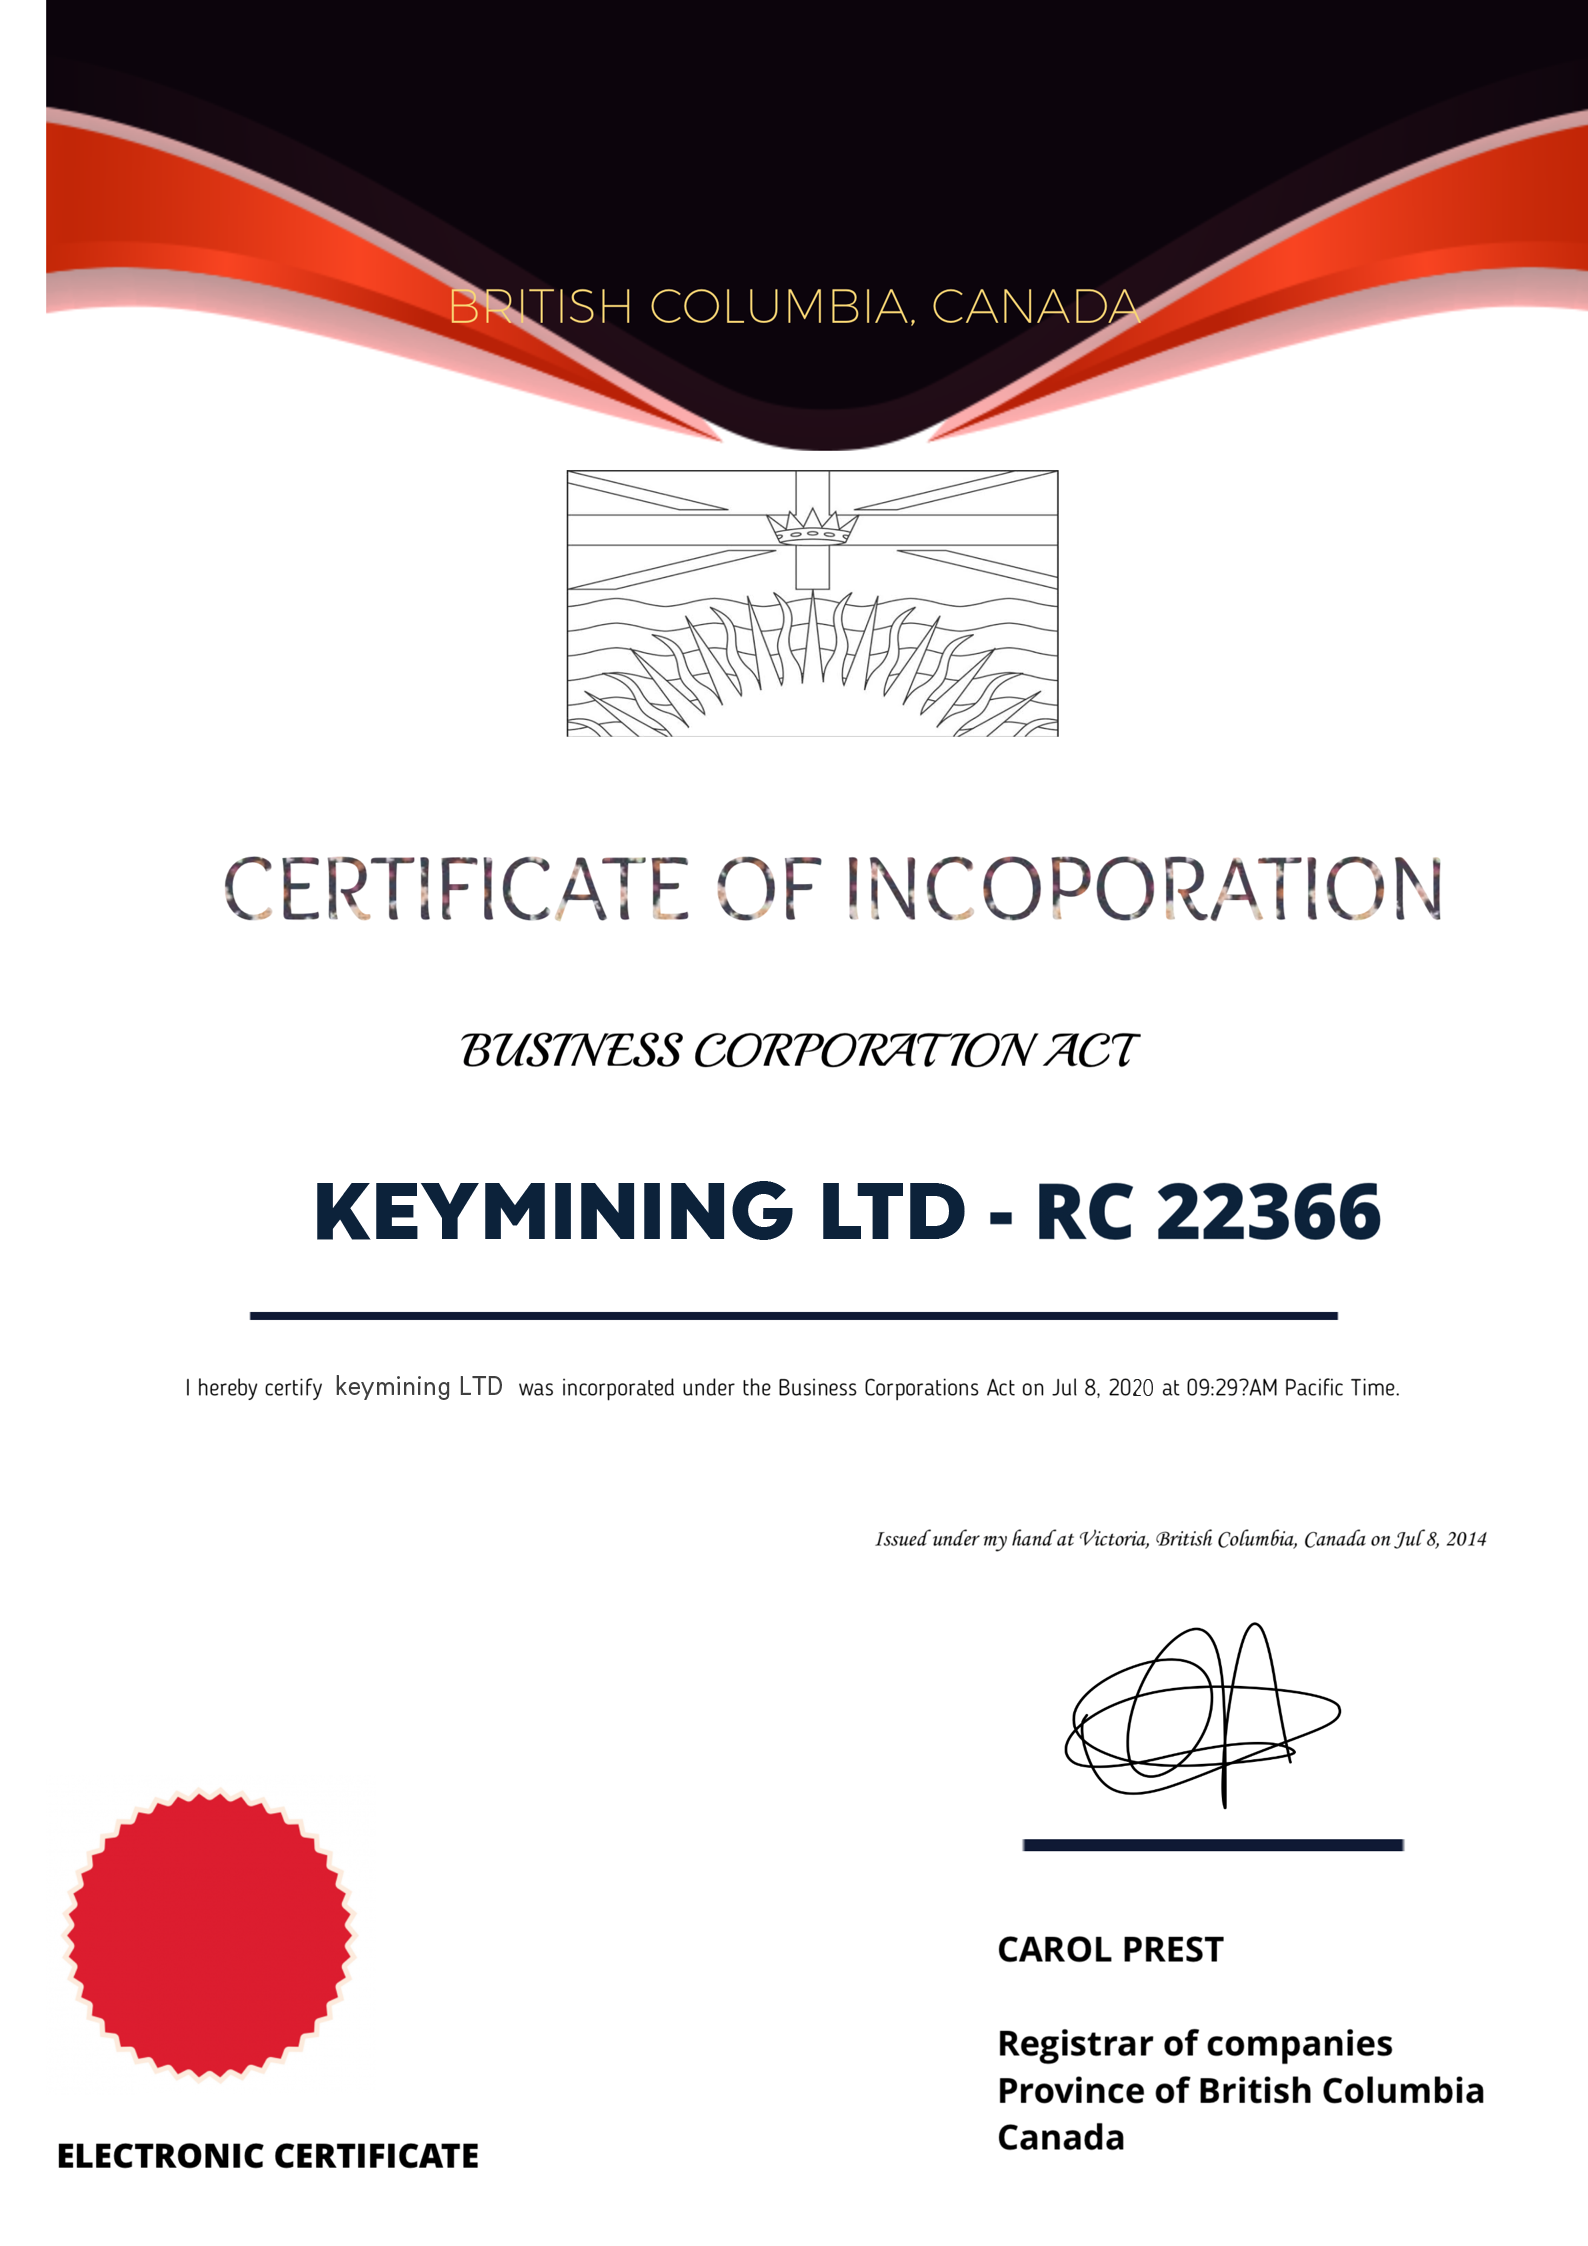 BRITISH COLUMBIA, CANADA
CERTIFICATE OF INCOPORATION
BUSINESS CORPORATION ACT
KEYMINING LTD - RC 22366
I hereby certify keymining LTD was incorporated under the Business Corporations Act on Jul 8, 2020 at 09:29?AM Pacific Time.
Issued under my hand at Victoria, British Columbia, Canada on Jul 8, 2014
CAROL PREST
Registrar of companies
Province of British Columbia
Canada
ELECTRONIC CERTIFICATE